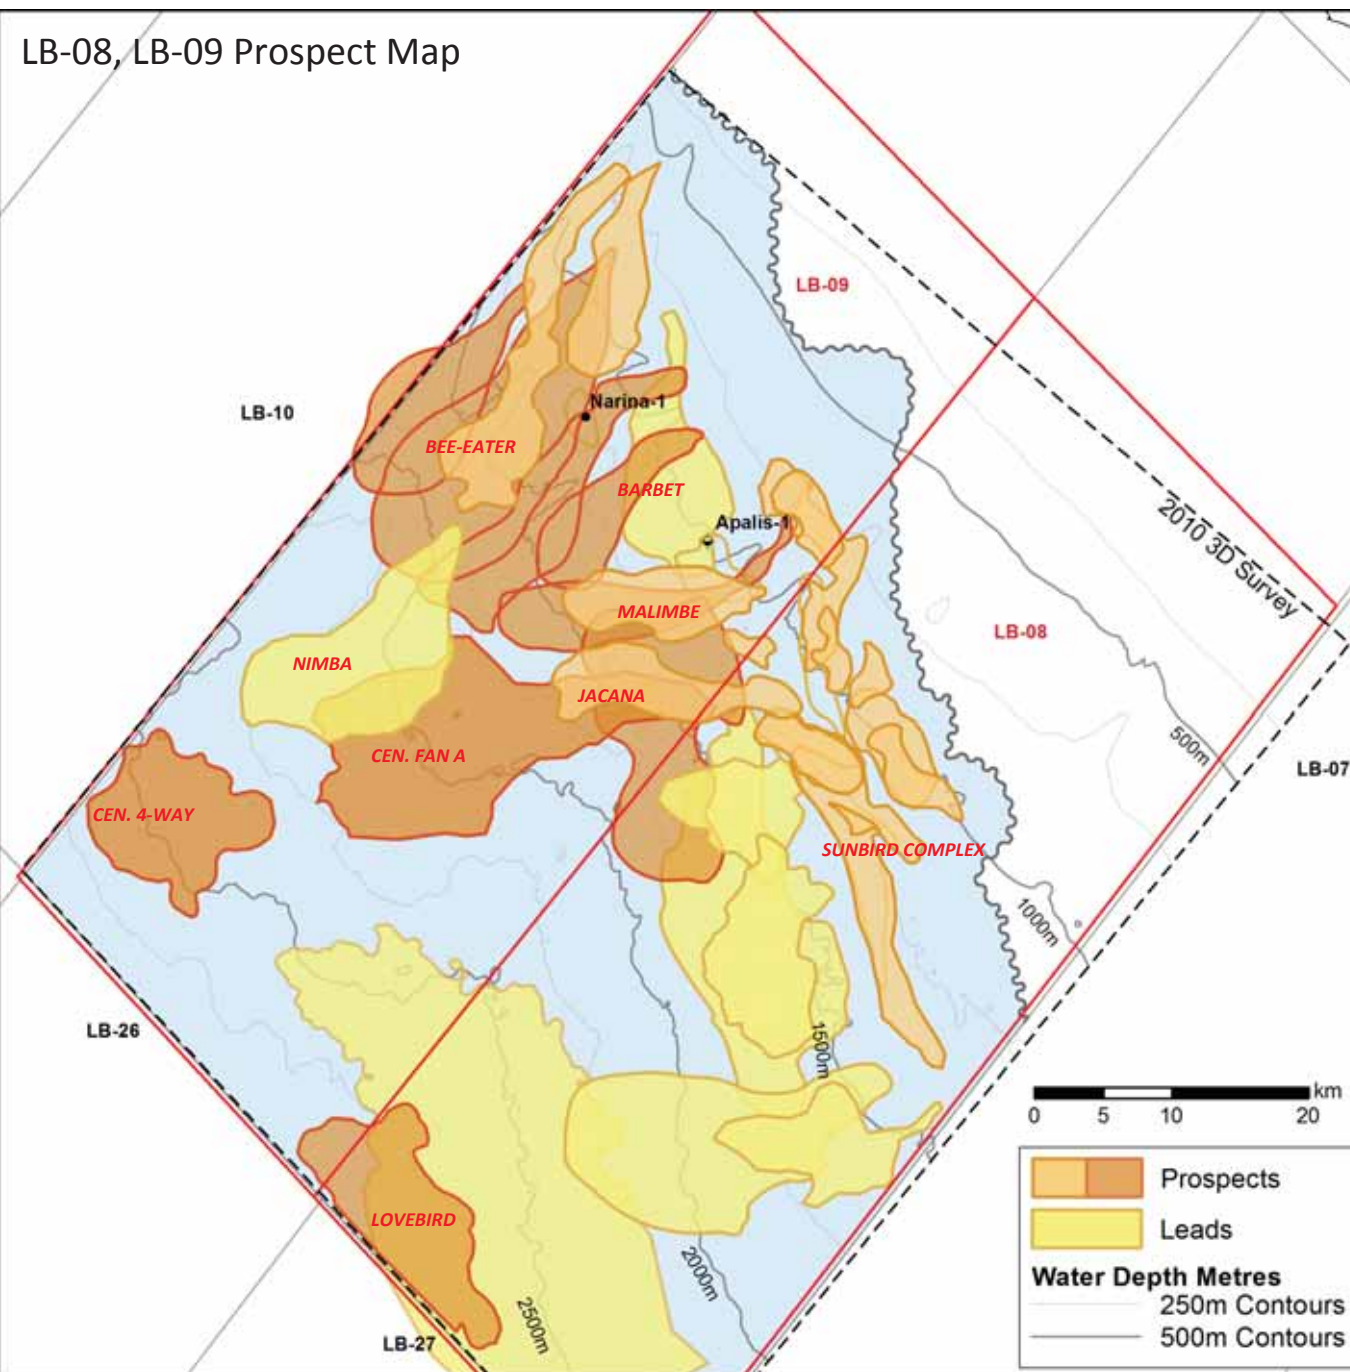 LB-08, LB-09 Prospect Map
LB-09
LB-10
Narina-1
BEE-EATER
BARBET
Apalis-1
2010 3D Survey
MALIMBE
LB-08
NIMBA
JACANA
500m
CEN. FAN A
LB-07
CEN. 4-WAY
SUNBIRD COMPLEX
1000m
LB-26
1500m
km
0 5 10 20
Prospects
LOVEBIRD
Leads
2000m
Water Depth Metres
250m Contours
2500m
500m Contours
LB-27